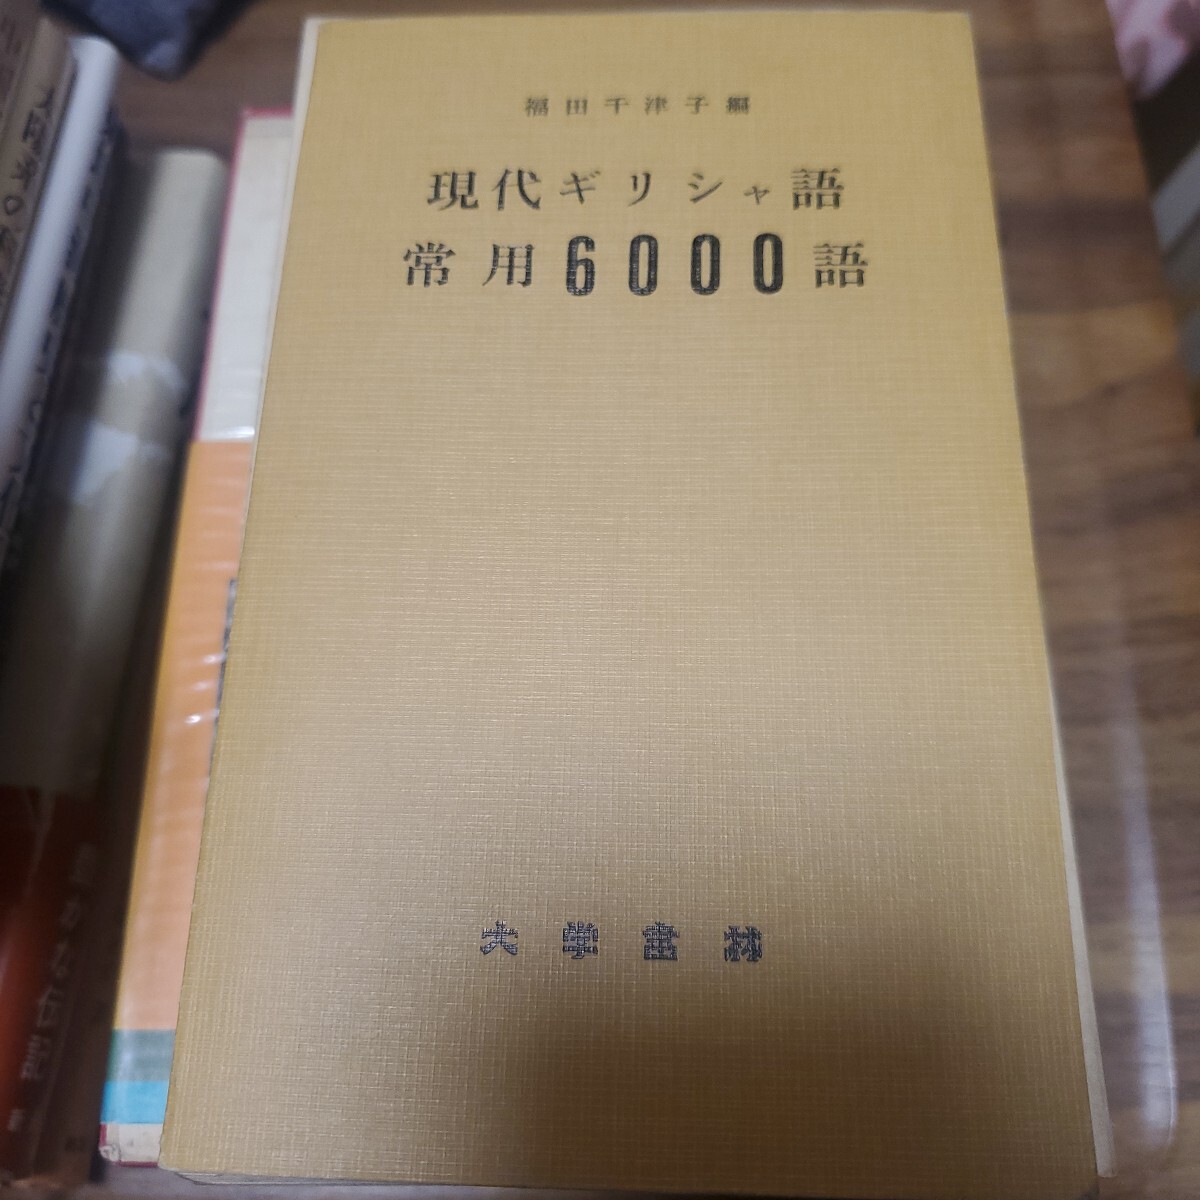 福田千津子編
現代ギリシャ語
常用6000語
大学書林